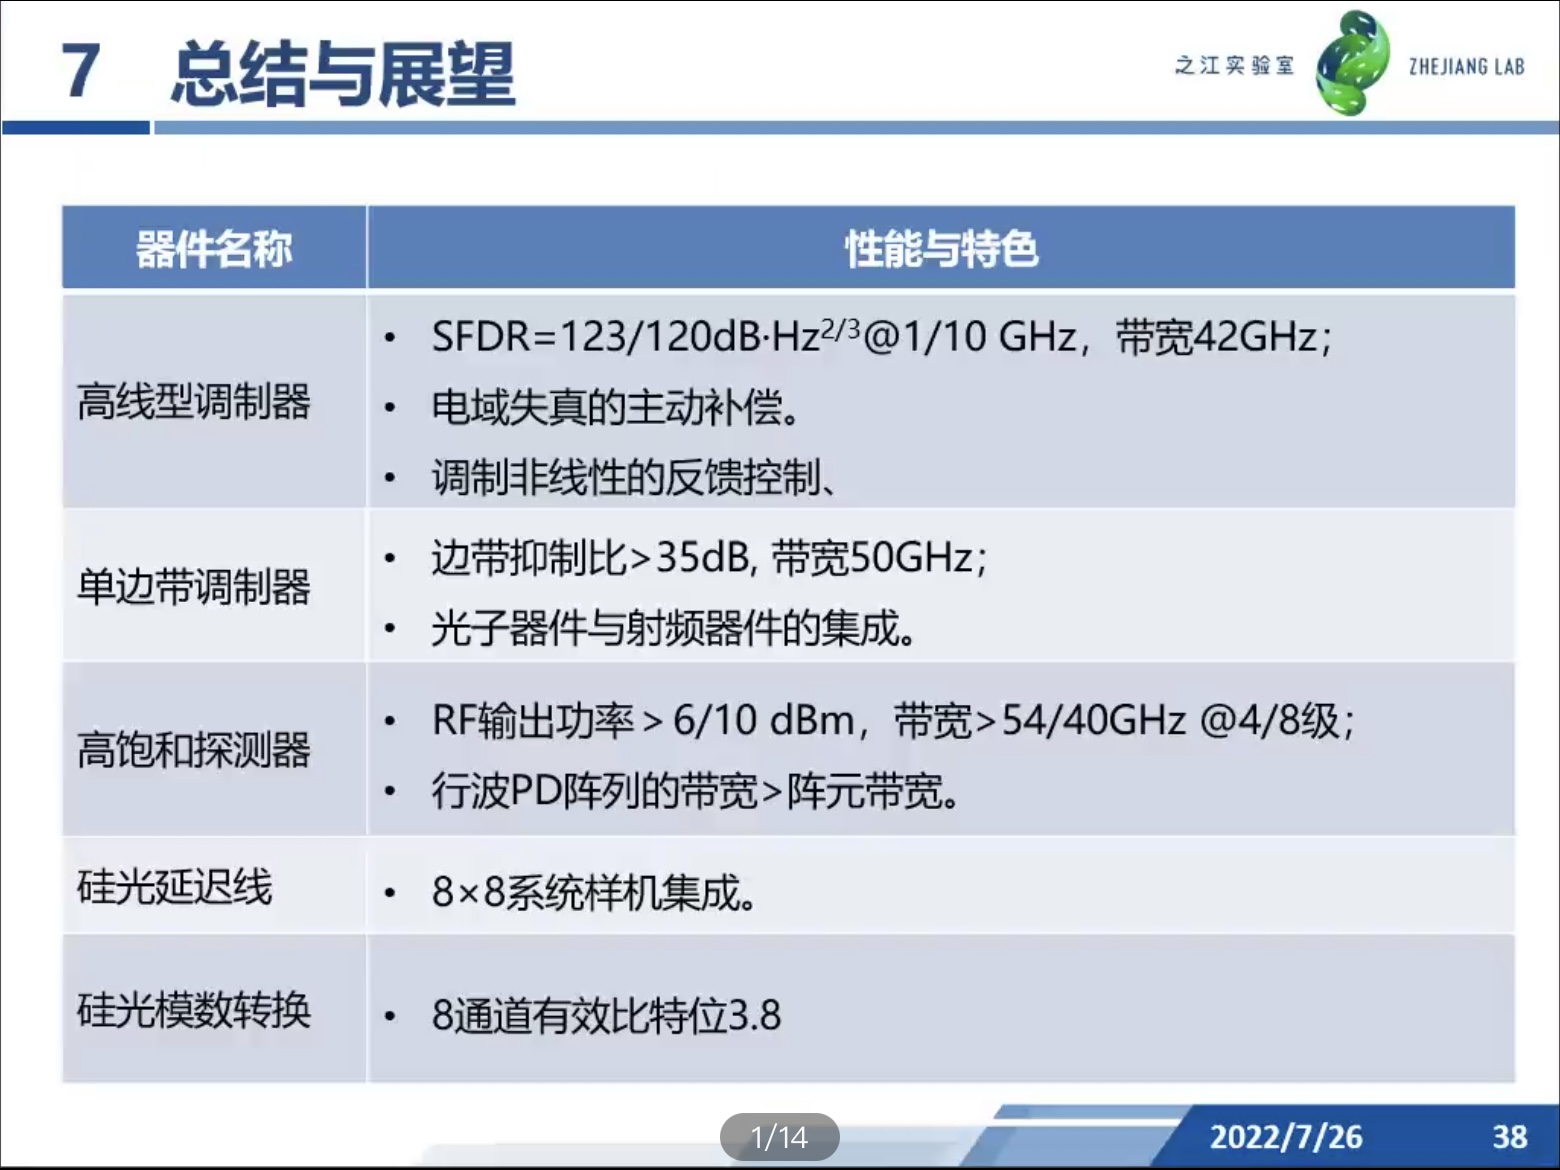 7 总结与展望
之江实验室 ZHEJIANG LAB
器件名称 性能与特色
高线型调制器
• SFDR=123/120dB·Hz2/3@1/10 GHz，带宽42GHz；
• 电域失真的主动补偿。
• 调制非线性的反馈控制、
单边带调制器
• 边带抑制比>35dB, 带宽50GHz；
• 光子器件与射频器件的集成。
高饱和探测器
• RF输出功率＞6/10 dBm，带宽>54/40GHz @4/8级；
• 行波PD阵列的带宽>阵元带宽。
硅光延迟线
• 8×8系统样机集成。
硅光模数转换
• 8通道有效比特位3.8
1/14
2022/7/26 38